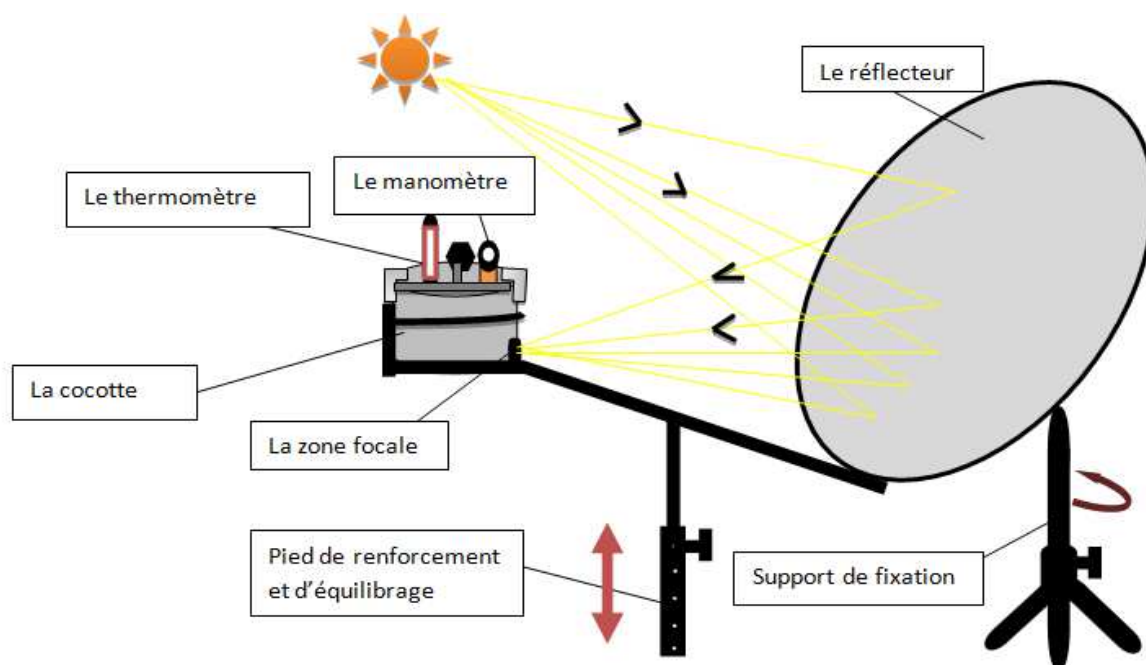 Le réflecteur
Le manomètre
Le thermomètre
La cocotte
La zone focale
Pied de renforcement
et d'équilibrage
Support de fixation